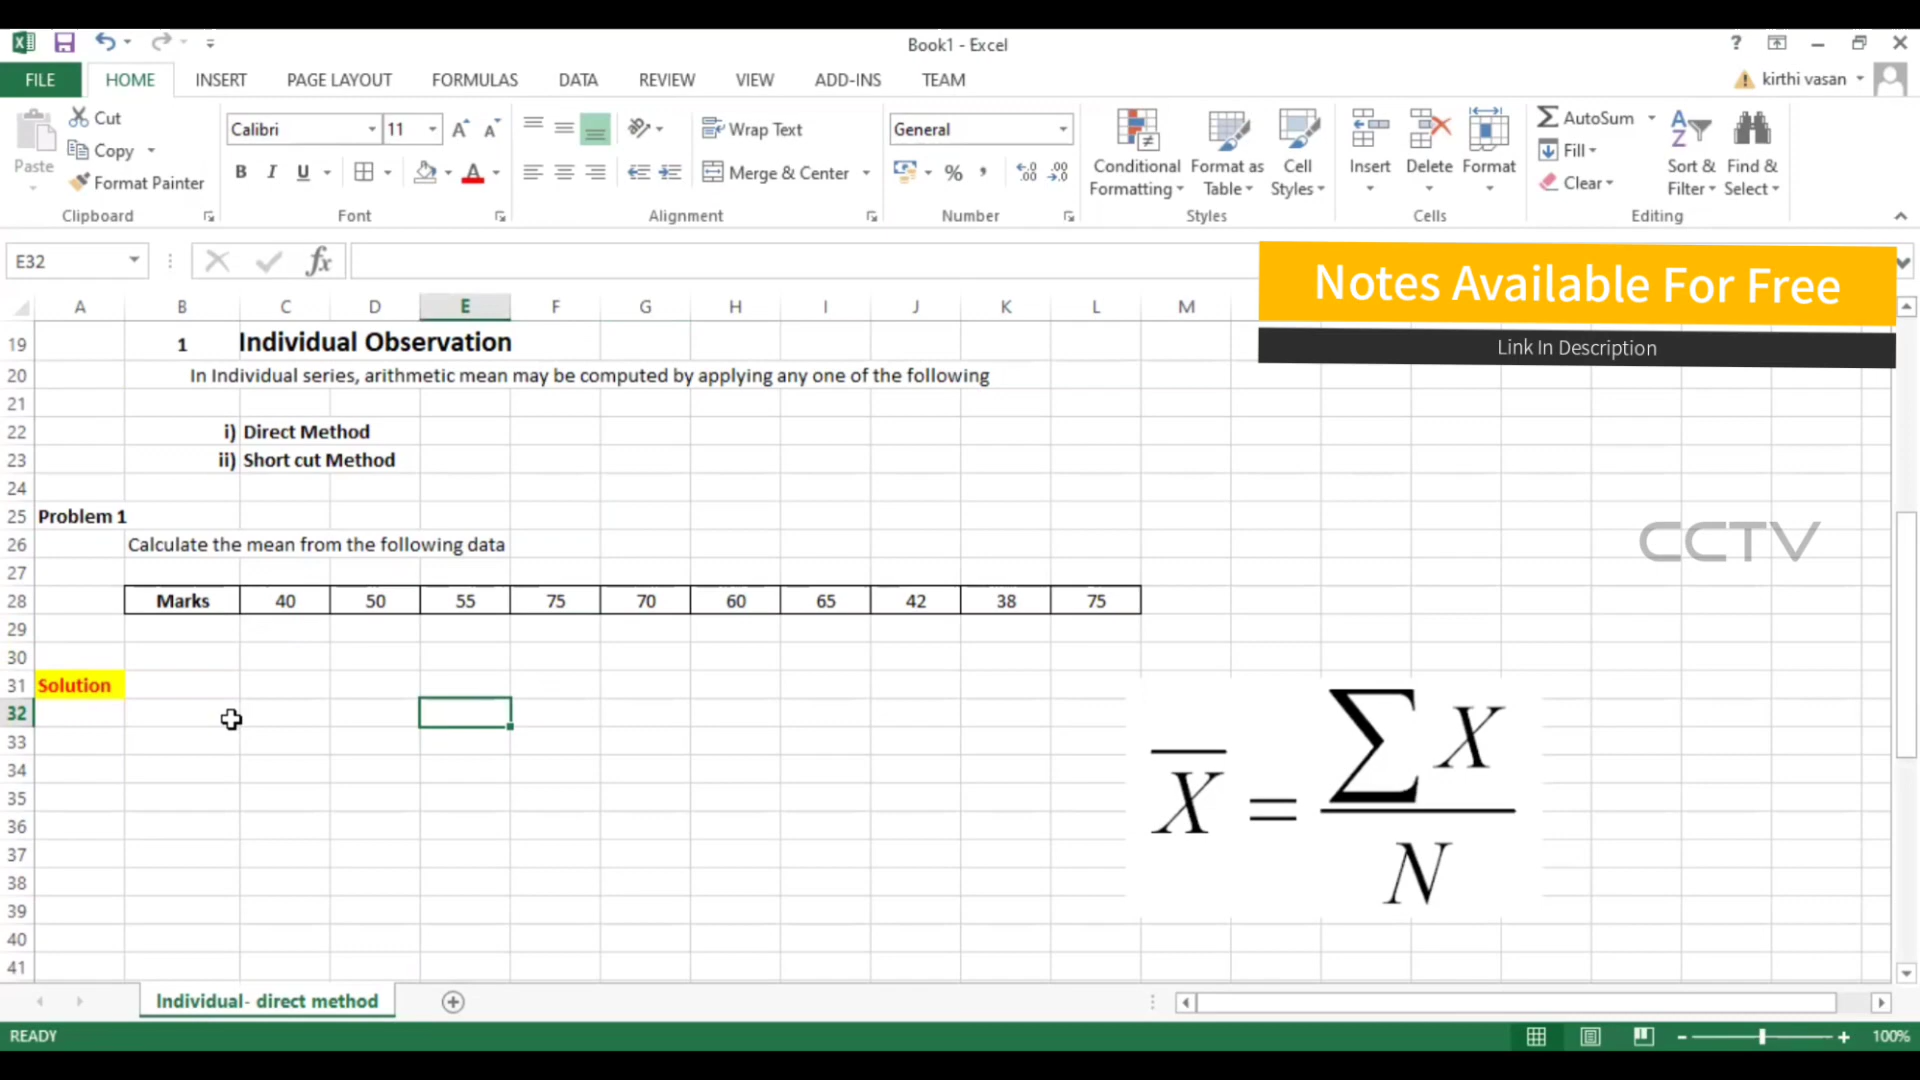 Book1 - Excel
?
FILE HOME INSERT PAGE LAYOUT FORMULAS DATA REVIEW VIEW ADD-INS TEAM kirthi vasan
Paste Cut Copy Format Painter Clipboard
Calibri 11 B I U A Font
Wrap Text Merge & Center Alignment
General % , .00 Number
Conditional Formatting Format as Table Cell Styles Styles
Insert Delete Format Cells
AutoSum Fill Clear Sort & Filter Find & Select Editing
E32 fx
Notes Available For Free
Link In Description
A B C D E F G H I J K L M
19 1 Individual Observation
20 In Individual series, arithmetic mean may be computed by applying any one of the following
21
22 i) Direct Method
23 ii) Short cut Method
24
25 Problem 1
26 Calculate the mean from the following data
CCTV
27
28 Marks 40 50 55 75 70 60 65 42 38 75
29
30
31 Solution
32
33
34
35
36
37
38
39
40
41
X = ∑ X / N
Individual- direct method
READY 100%